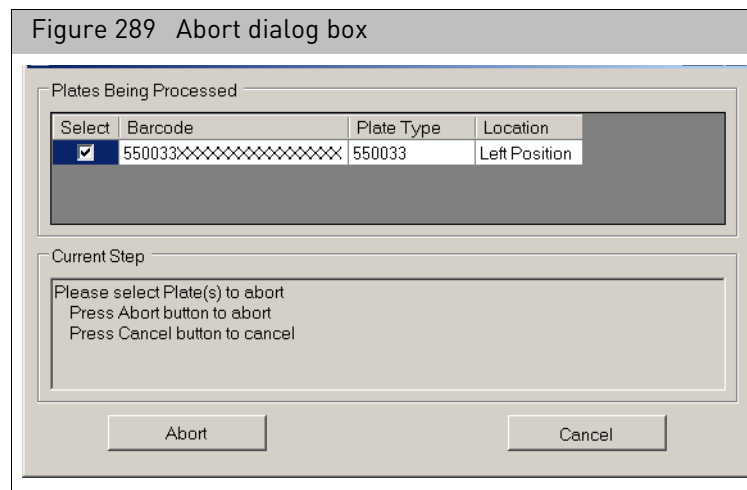 Figure 289 Abort dialog box
Plates Being Processed
Select Barcode Plate Type Location
550033XXXXXXXXXXXXXXXX 550033 Left Position
Current Step
Please select Plate(s) to abort
Press Abort button to abort
Press Cancel button to cancel
Abort Cancel